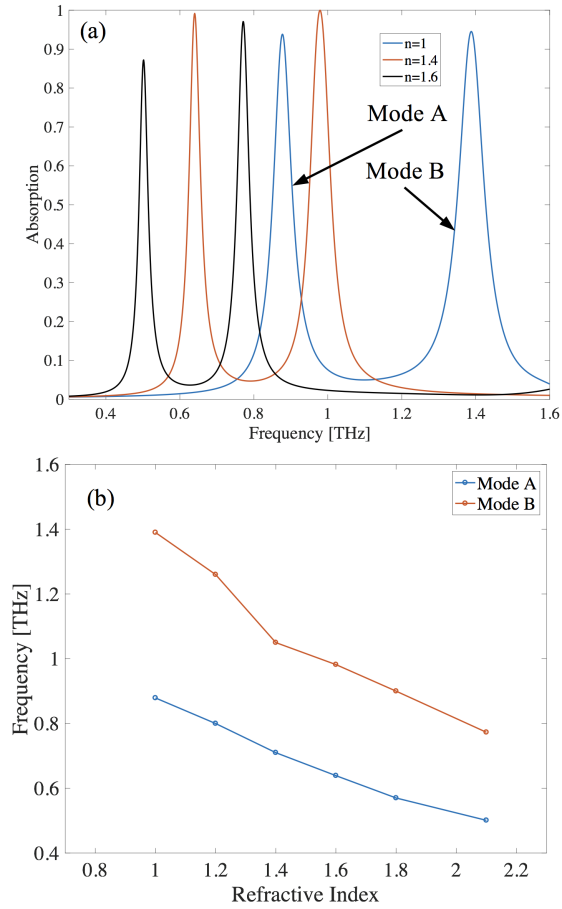 (a)
n=1
n=1.4
n=1.6
Mode A
Mode B
Absorption
1
0.9
0.8
0.7
0.6
0.5
0.4
0.3
0.2
0.1
0
0.4 0.6 0.8 1 1.2 1.4 1.6
Frequency [THz]
(b)
Mode A
Mode B
Frequency [THz]
1.6
1.4
1.2
1
0.8
0.6
0.4
0.8 1 1.2 1.4 1.6 1.8 2 2.2
Refractive Index